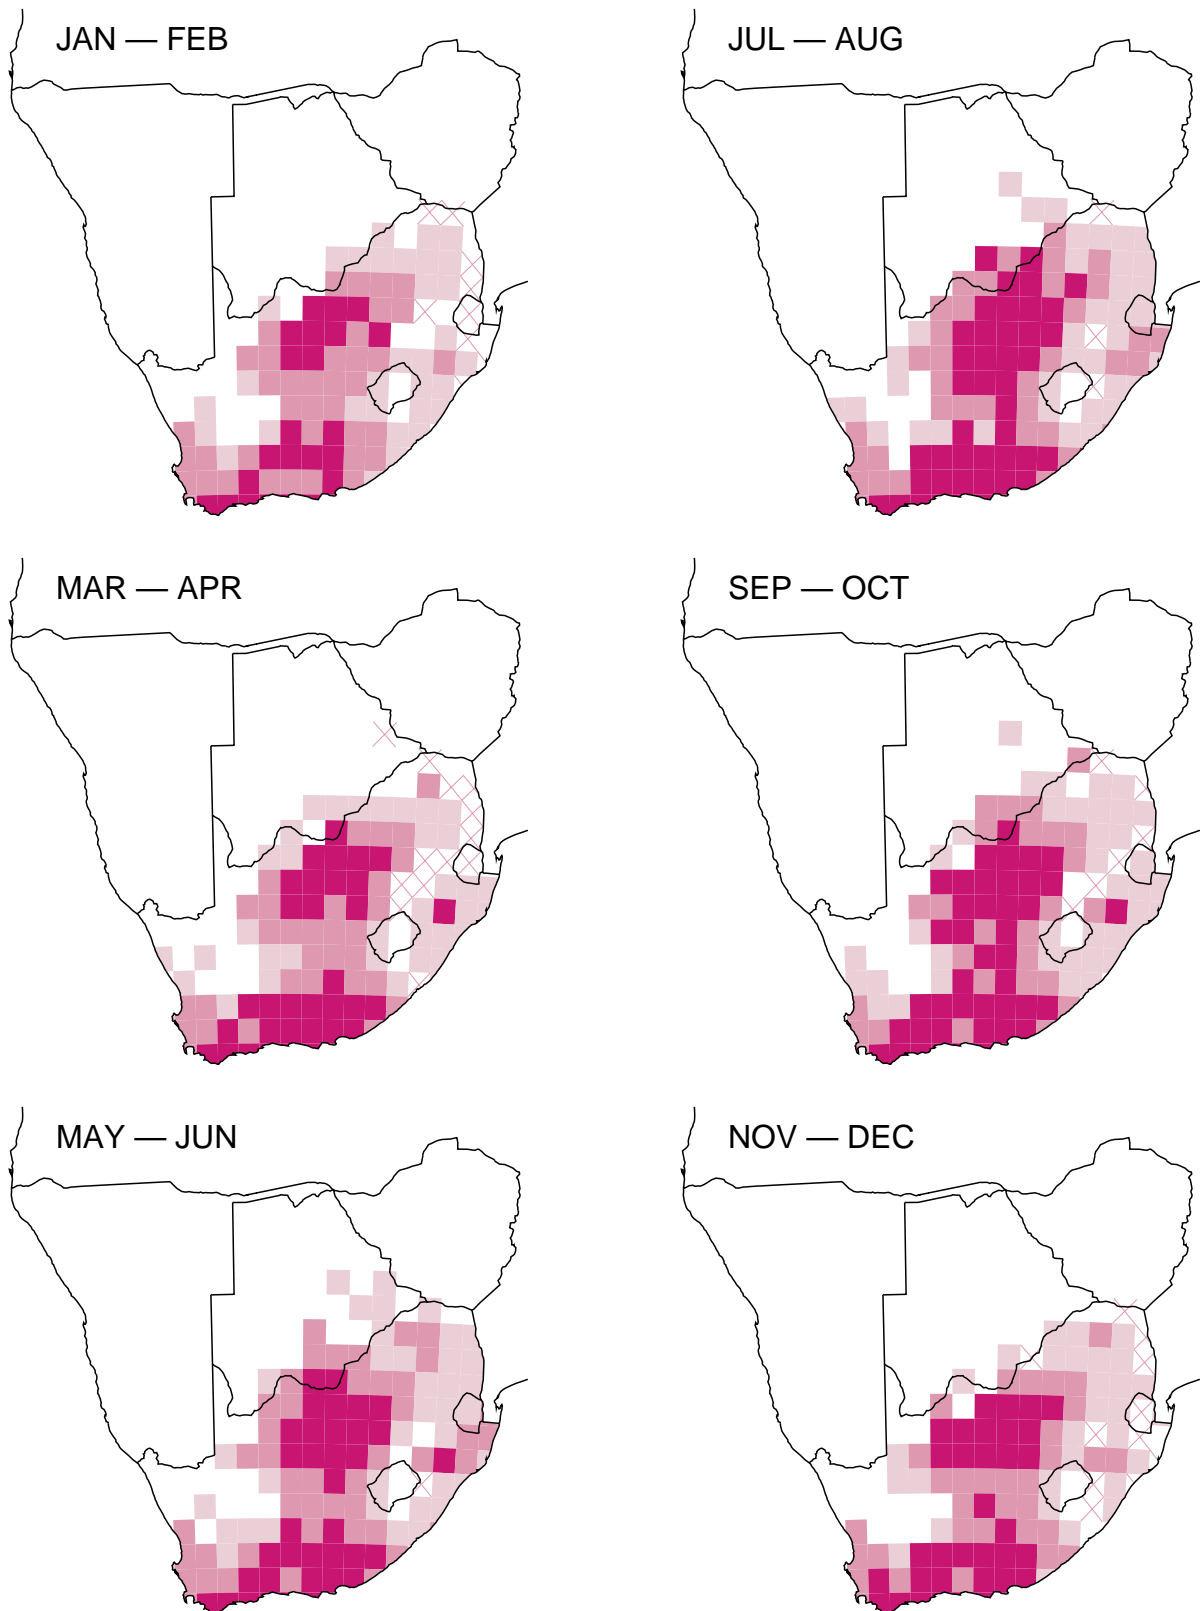 JAN — FEB
JUL — AUG
MAR — APR
SEP — OCT
MAY — JUN
NOV — DEC